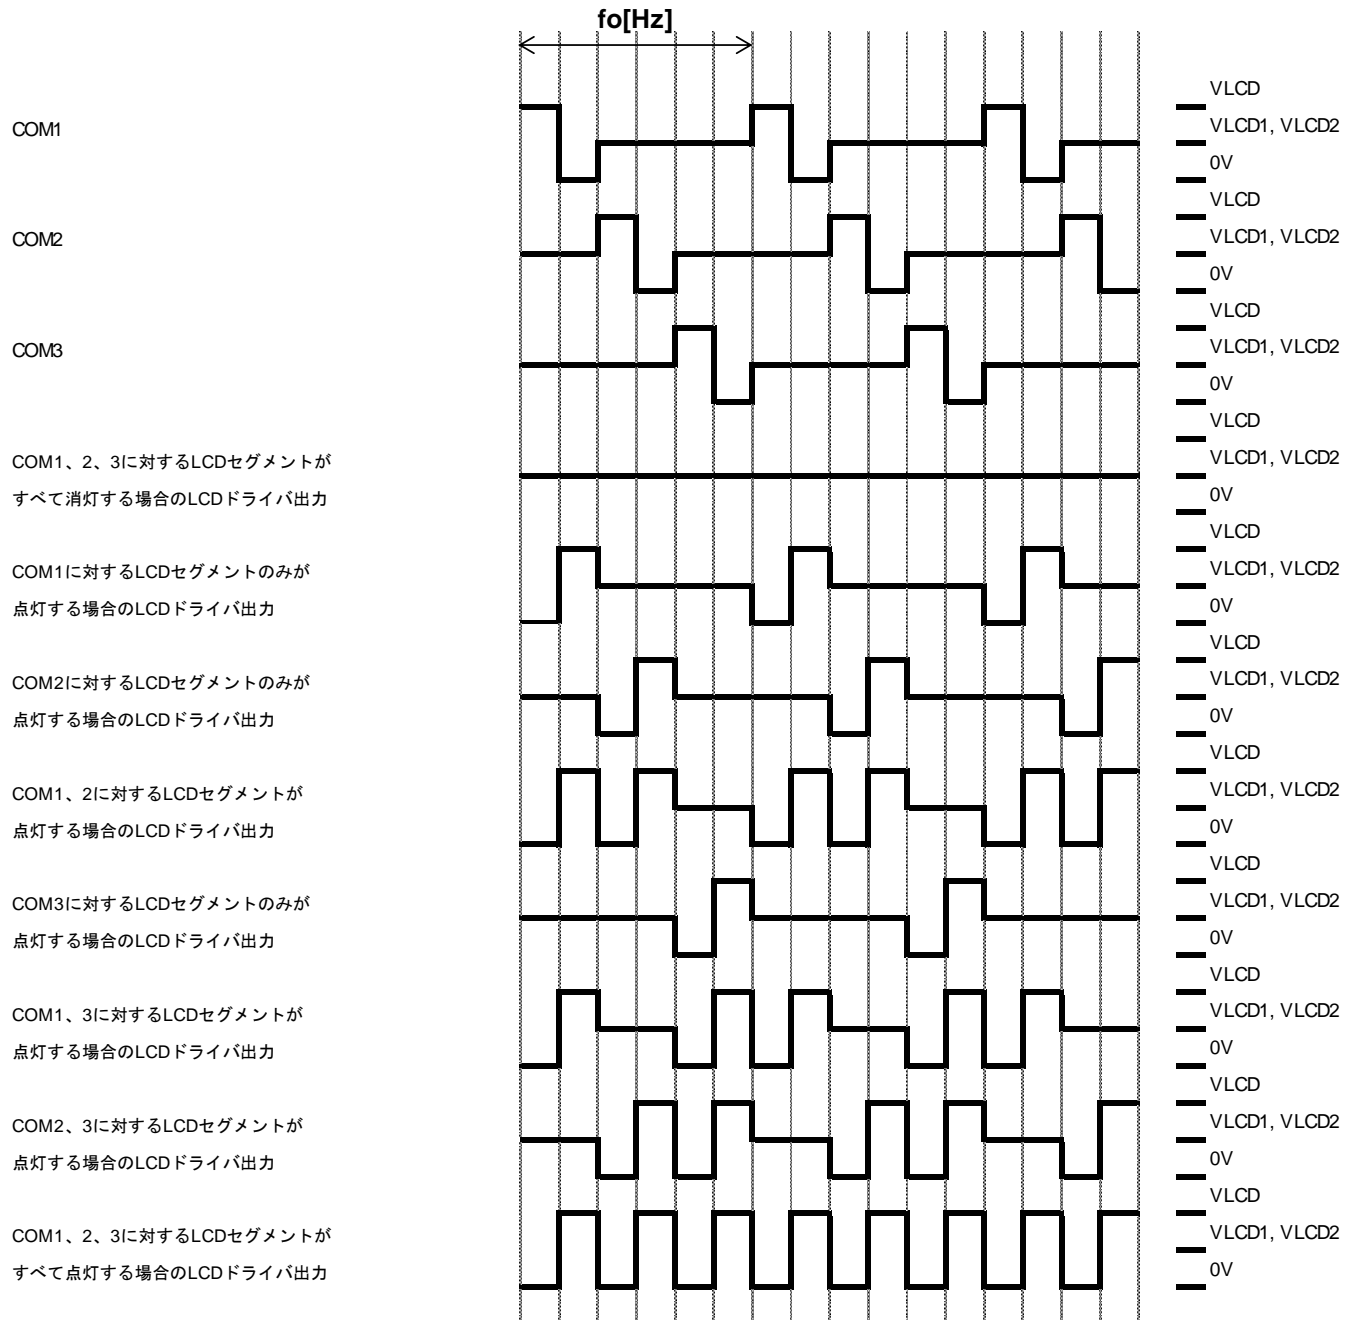 fo[Hz]
VLCD
COM1
VLCD1, VLCD2
0V
VLCD
COM2
VLCD1, VLCD2
0V
VLCD
COM3
VLCD1, VLCD2
0V
VLCD
COM1、2、3に対するLCDセグメントが
VLCD1, VLCD2
すべて消灯する場合のLCDドライバ出力
0V
VLCD
COM1に対するLCDセグメントのみが
VLCD1, VLCD2
点灯する場合のLCDドライバ出力
0V
VLCD
COM2に対するLCDセグメントのみが
VLCD1, VLCD2
点灯する場合のLCDドライバ出力
0V
VLCD
COM1、2に対するLCDセグメントが
VLCD1, VLCD2
点灯する場合のLCDドライバ出力
0V
VLCD
COM3に対するLCDセグメントのみが
VLCD1, VLCD2
点灯する場合のLCDドライバ出力
0V
VLCD
COM1、3に対するLCDセグメントが
VLCD1, VLCD2
点灯する場合のLCDドライバ出力
0V
VLCD
COM2、3に対するLCDセグメントが
VLCD1, VLCD2
点灯する場合のLCDドライバ出力
0V
VLCD
COM1、2、3に対するLCDセグメントが
VLCD1, VLCD2
すべて点灯する場合のLCDドライバ出力
0V